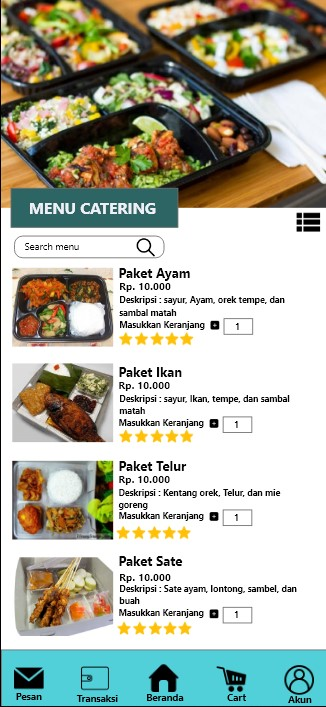 MENU CATERING
Search menu
Paket Ayam
Rp. 10.000
Deskripsi : sayur, Ayam, orek tempe, dan
sambal matah
Masukkan Keranjang 1
Paket Ikan
Rp. 10.000
Deskripsi : sayur, Ikan, tempe, dan sambal
matah
Masukkan Keranjang 1
Paket Telur
Rp. 10.000
Deskripsi : Kentang orek, Telur, dan mie
goreng
Masukkan Keranjang 1
Paket Sate
Rp. 10.000
Deskripsi : Sate ayam, lontong, sambel, dan
buah
Masukkan Keranjang 1
Pesan Transaksi Beranda Cart Akun